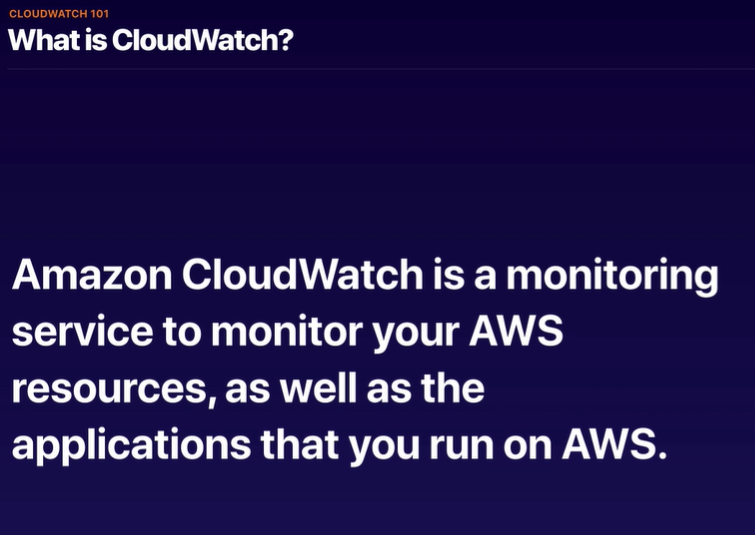 CLOUDWATCH 101
What is CloudWatch?
Amazon CloudWatch is a monitoring
service to monitor your AWS
resources, as well as the
applications that you run on AWS.